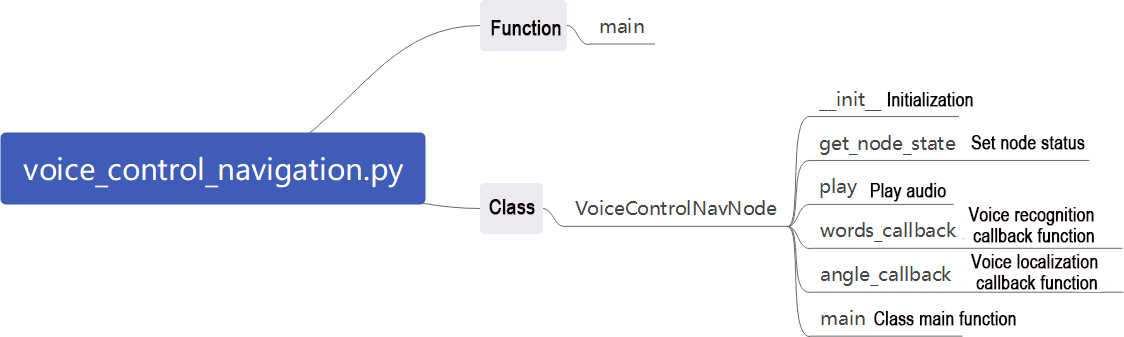 voice_control_navigation.py
Function
main
Class
VoiceControlNavNode
__init__ Initialization
get_node_state Set node status
play Play audio
words_callback Voice recognition
callback function
angle_callback Voice localization
callback function
main Class main function